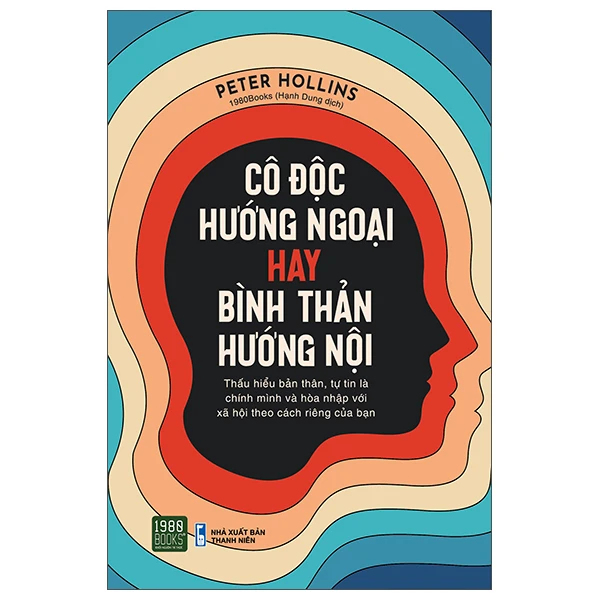 PETER HOLLINS
1980Books (Hạnh Dung dịch)
CÔ ĐỘC
HƯỚNG NGOẠI
HAY
BÌNH THẢN
HƯỚNG NỘI
Thấu hiểu bản thân, tự tin là
chính mình và hòa nhập với
xã hội theo cách riêng của bạn
1980
BOOKS
NHÀ XUẤT BẢN
THANH NIÊN